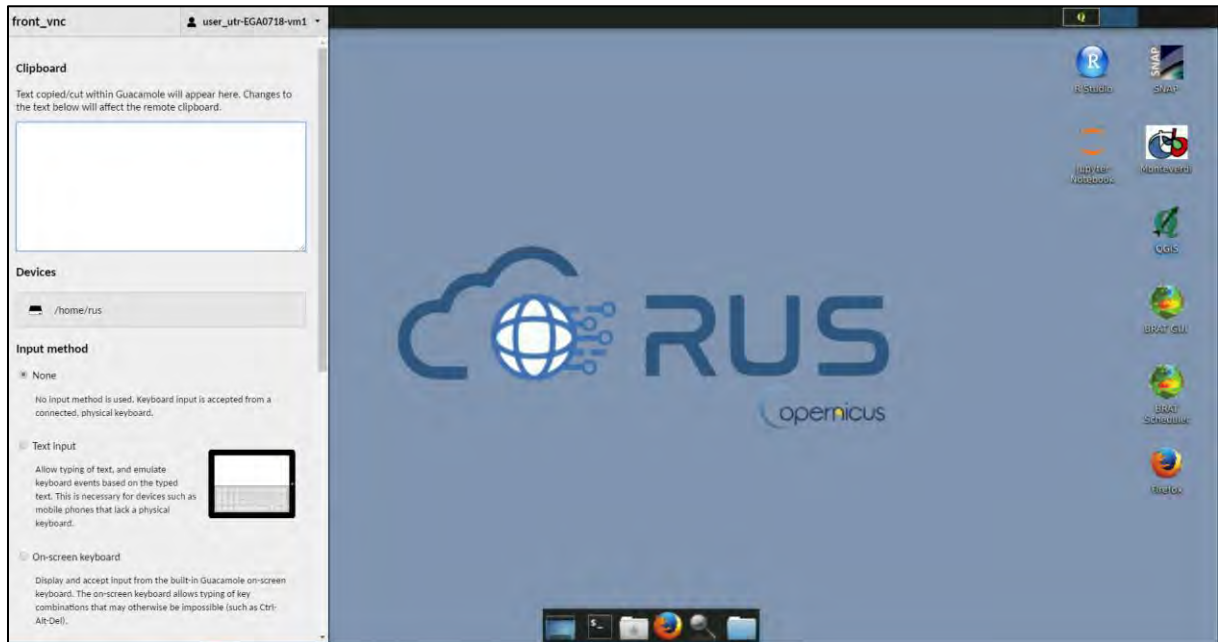 front_vnc
user_utr-EGA0718-vm1
Clipboard
Text copied/cut within Guacamole will appear here. Changes to
the text below will affect the remote clipboard.
Devices
/home/rus
Input method
None
No input method is used. Keyboard input is accepted from a
connected, physical keyboard.
Text input
Allow typing of text, and emulate
keyboard events based on the typed
text. This is necessary for devices such as
mobile phones that lack a physical
keyboard.
On-screen keyboard
Display and accept input from the built-in Guacamole on-screen
keyboard. The on-screen keyboard allows typing of key
combinations that may otherwise be impossible (such as Ctrl-
Alt-Del).
Q
R
R Studio
SNAP
SNAP
Jupyter
Notebook
Monteverdi
QGIS
BRAT GUI
BRAT
Scheduler
Firefox
RUS
opernicus
$_